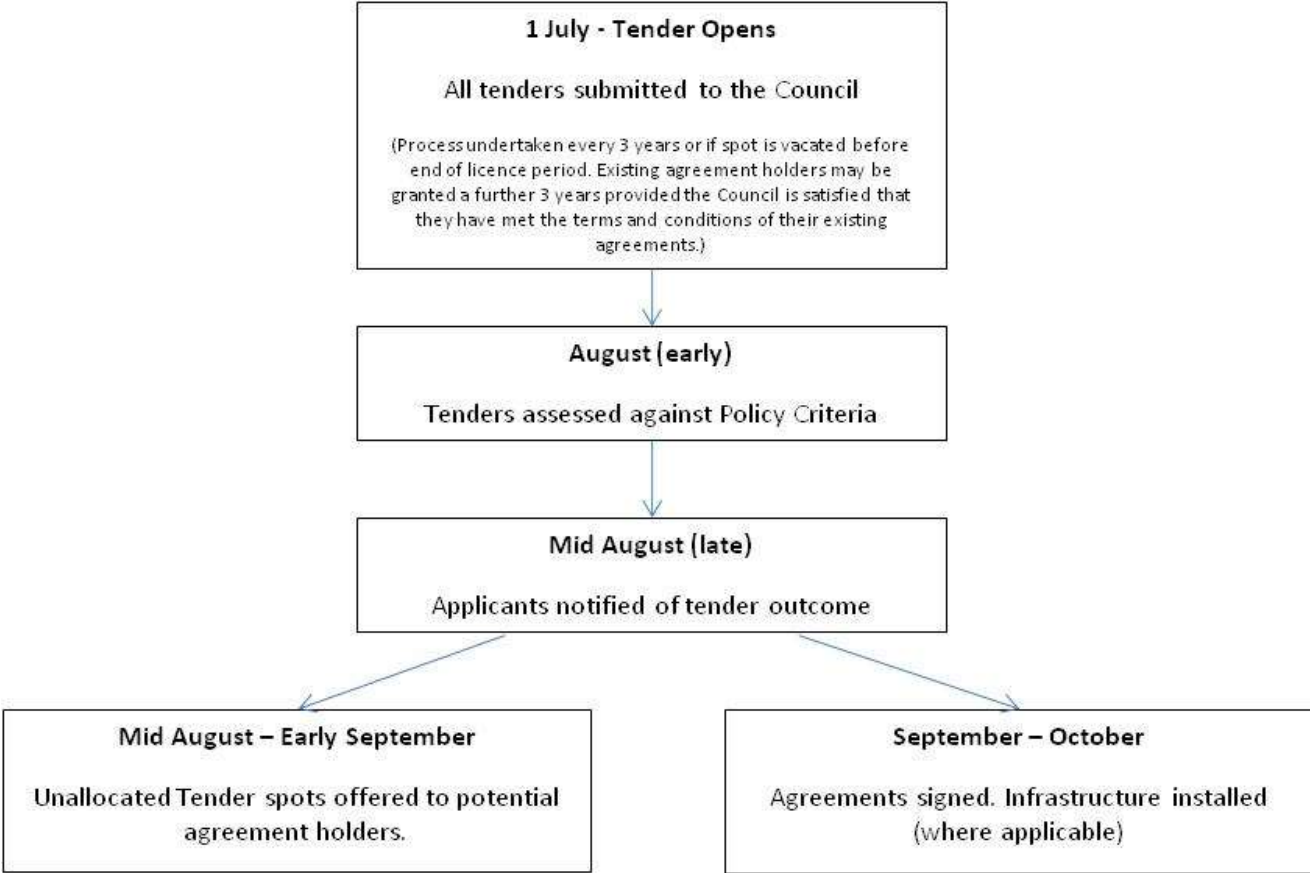 1 July - Tender Opens
All tenders submitted to the Council
(Process undertaken every 3 years or if spot is vacated before
end of licence period. Existing agreement holders may be
granted a further 3 years provided the Council is satisfied that
they have met the terms and conditions of their existing
agreements.)
August (early)
Tenders assessed against Policy Criteria
Mid August (late)
Applicants notified of tender outcome
Mid August – Early September
Unallocated Tender spots offered to potential
agreement holders.
September – October
Agreements signed. Infrastructure installed
(where applicable)